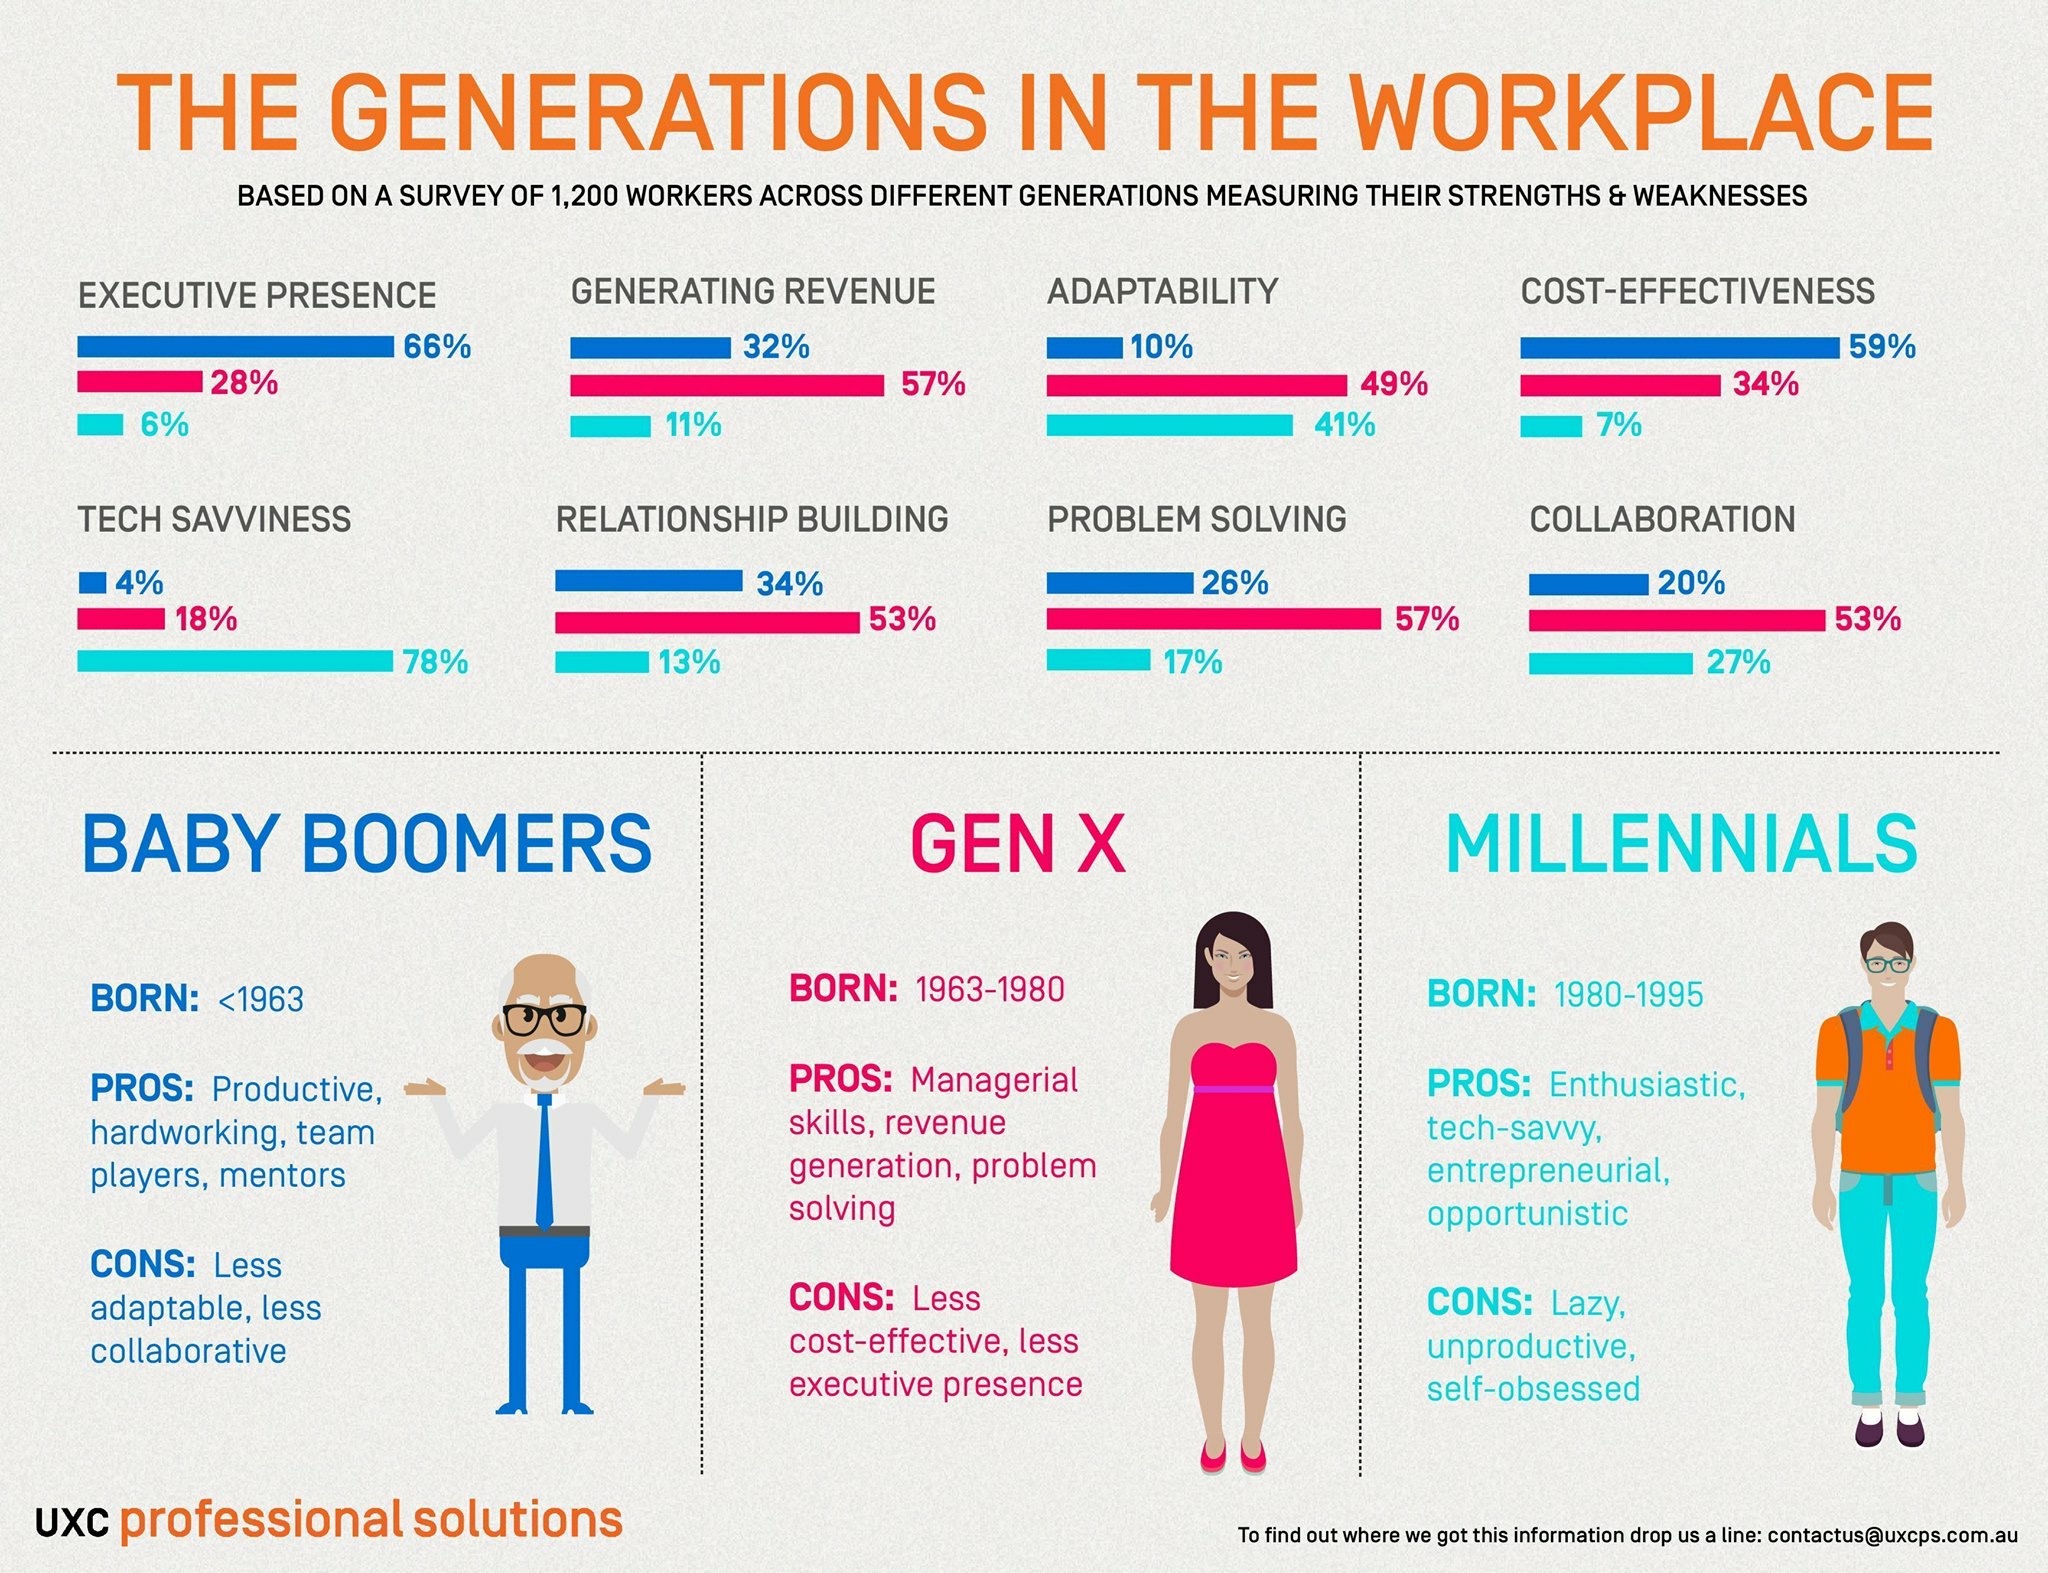 THE GENERATIONS IN THE WORKPLACE
BASED ON A SURVEY OF 1,200 WORKERS ACROSS DIFFERENT GENERATIONS MEASURING THEIR STRENGTHS & WEAKNESSES
EXECUTIVE PRESENCE
66%
28%
6%
GENERATING REVENUE
32%
57%
11%
ADAPTABILITY
10%
49%
41%
COST-EFFECTIVENESS
59%
34%
7%
TECH SAVVINESS
4%
18%
78%
RELATIONSHIP BUILDING
34%
53%
13%
PROBLEM SOLVING
26%
57%
17%
COLLABORATION
20%
53%
27%
BABY BOOMERS
BORN: <1963
PROS: Productive,
hardworking, team
players, mentors
CONS: Less
adaptable, less
collaborative
GEN X
BORN: 1963-1980
PROS: Managerial
skills, revenue
generation, problem
solving
CONS: Less
cost-effective, less
executive presence
MILLENNIALS
BORN: 1980-1995
PROS: Enthusiastic,
tech-savvy,
entrepreneurial,
opportunistic
CONS: Lazy,
unproductive,
self-obsessed
uxc professional solutions
To find out where we got this information drop us a line: contactus@uxcps.com.au